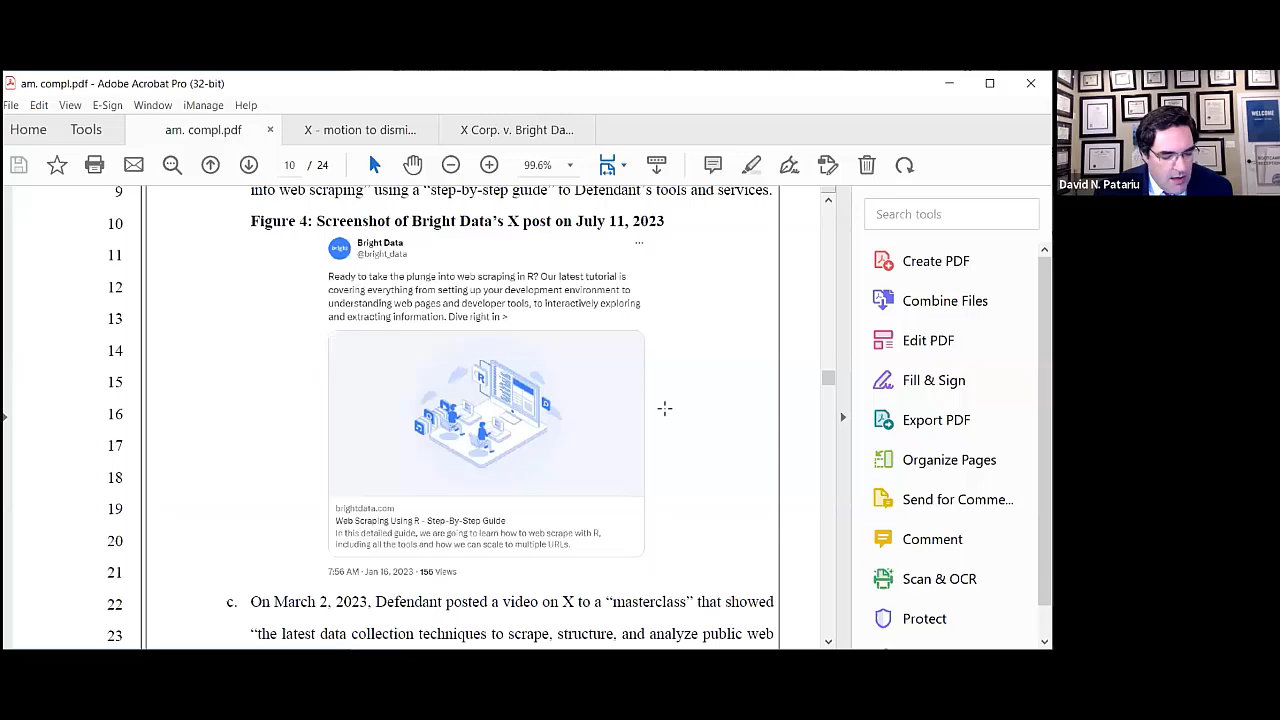 am. compl.pdf - Adobe Acrobat Pro (32-bit)
File Edit View E-Sign Window iManage Help
Home Tools am. compl.pdf × X - motion to dismi... X Corp. v. Bright Da...
10 / 24 99.6%
9 into web scraping” using a “step-by-step guide” to Defendant’s tools and services.
10 Figure 4: Screenshot of Bright Data’s X post on July 11, 2023
bright
Bright Data
...
11 @bright_data
Ready to take the plunge into web scraping in R? Our latest tutorial is
12 covering everything from setting up your development environment to
understanding web pages and developer tools, to interactively exploring
13 and extracting information. Dive right in >
14
R
15
16
17
18
19 brightdata.com
Web Scraping Using R - Step-By-Step Guide
In this detailed guide, we are going to learn how to web scrape with R,
20 including all the tools and how we can scale to multiple URLs.
21 7:56 AM · Jan 16, 2023 · 156 Views
22 c. On March 2, 2023, Defendant posted a video on X to a “masterclass” that showed
23 “the latest data collection techniques to scrape, structure, and analyze public web
Search tools
Create PDF
Combine Files
Edit PDF
Fill & Sign
Export PDF
Organize Pages
Send for Comme...
Comment
Scan & OCR
Protect
WELCOME
David N. Patariu